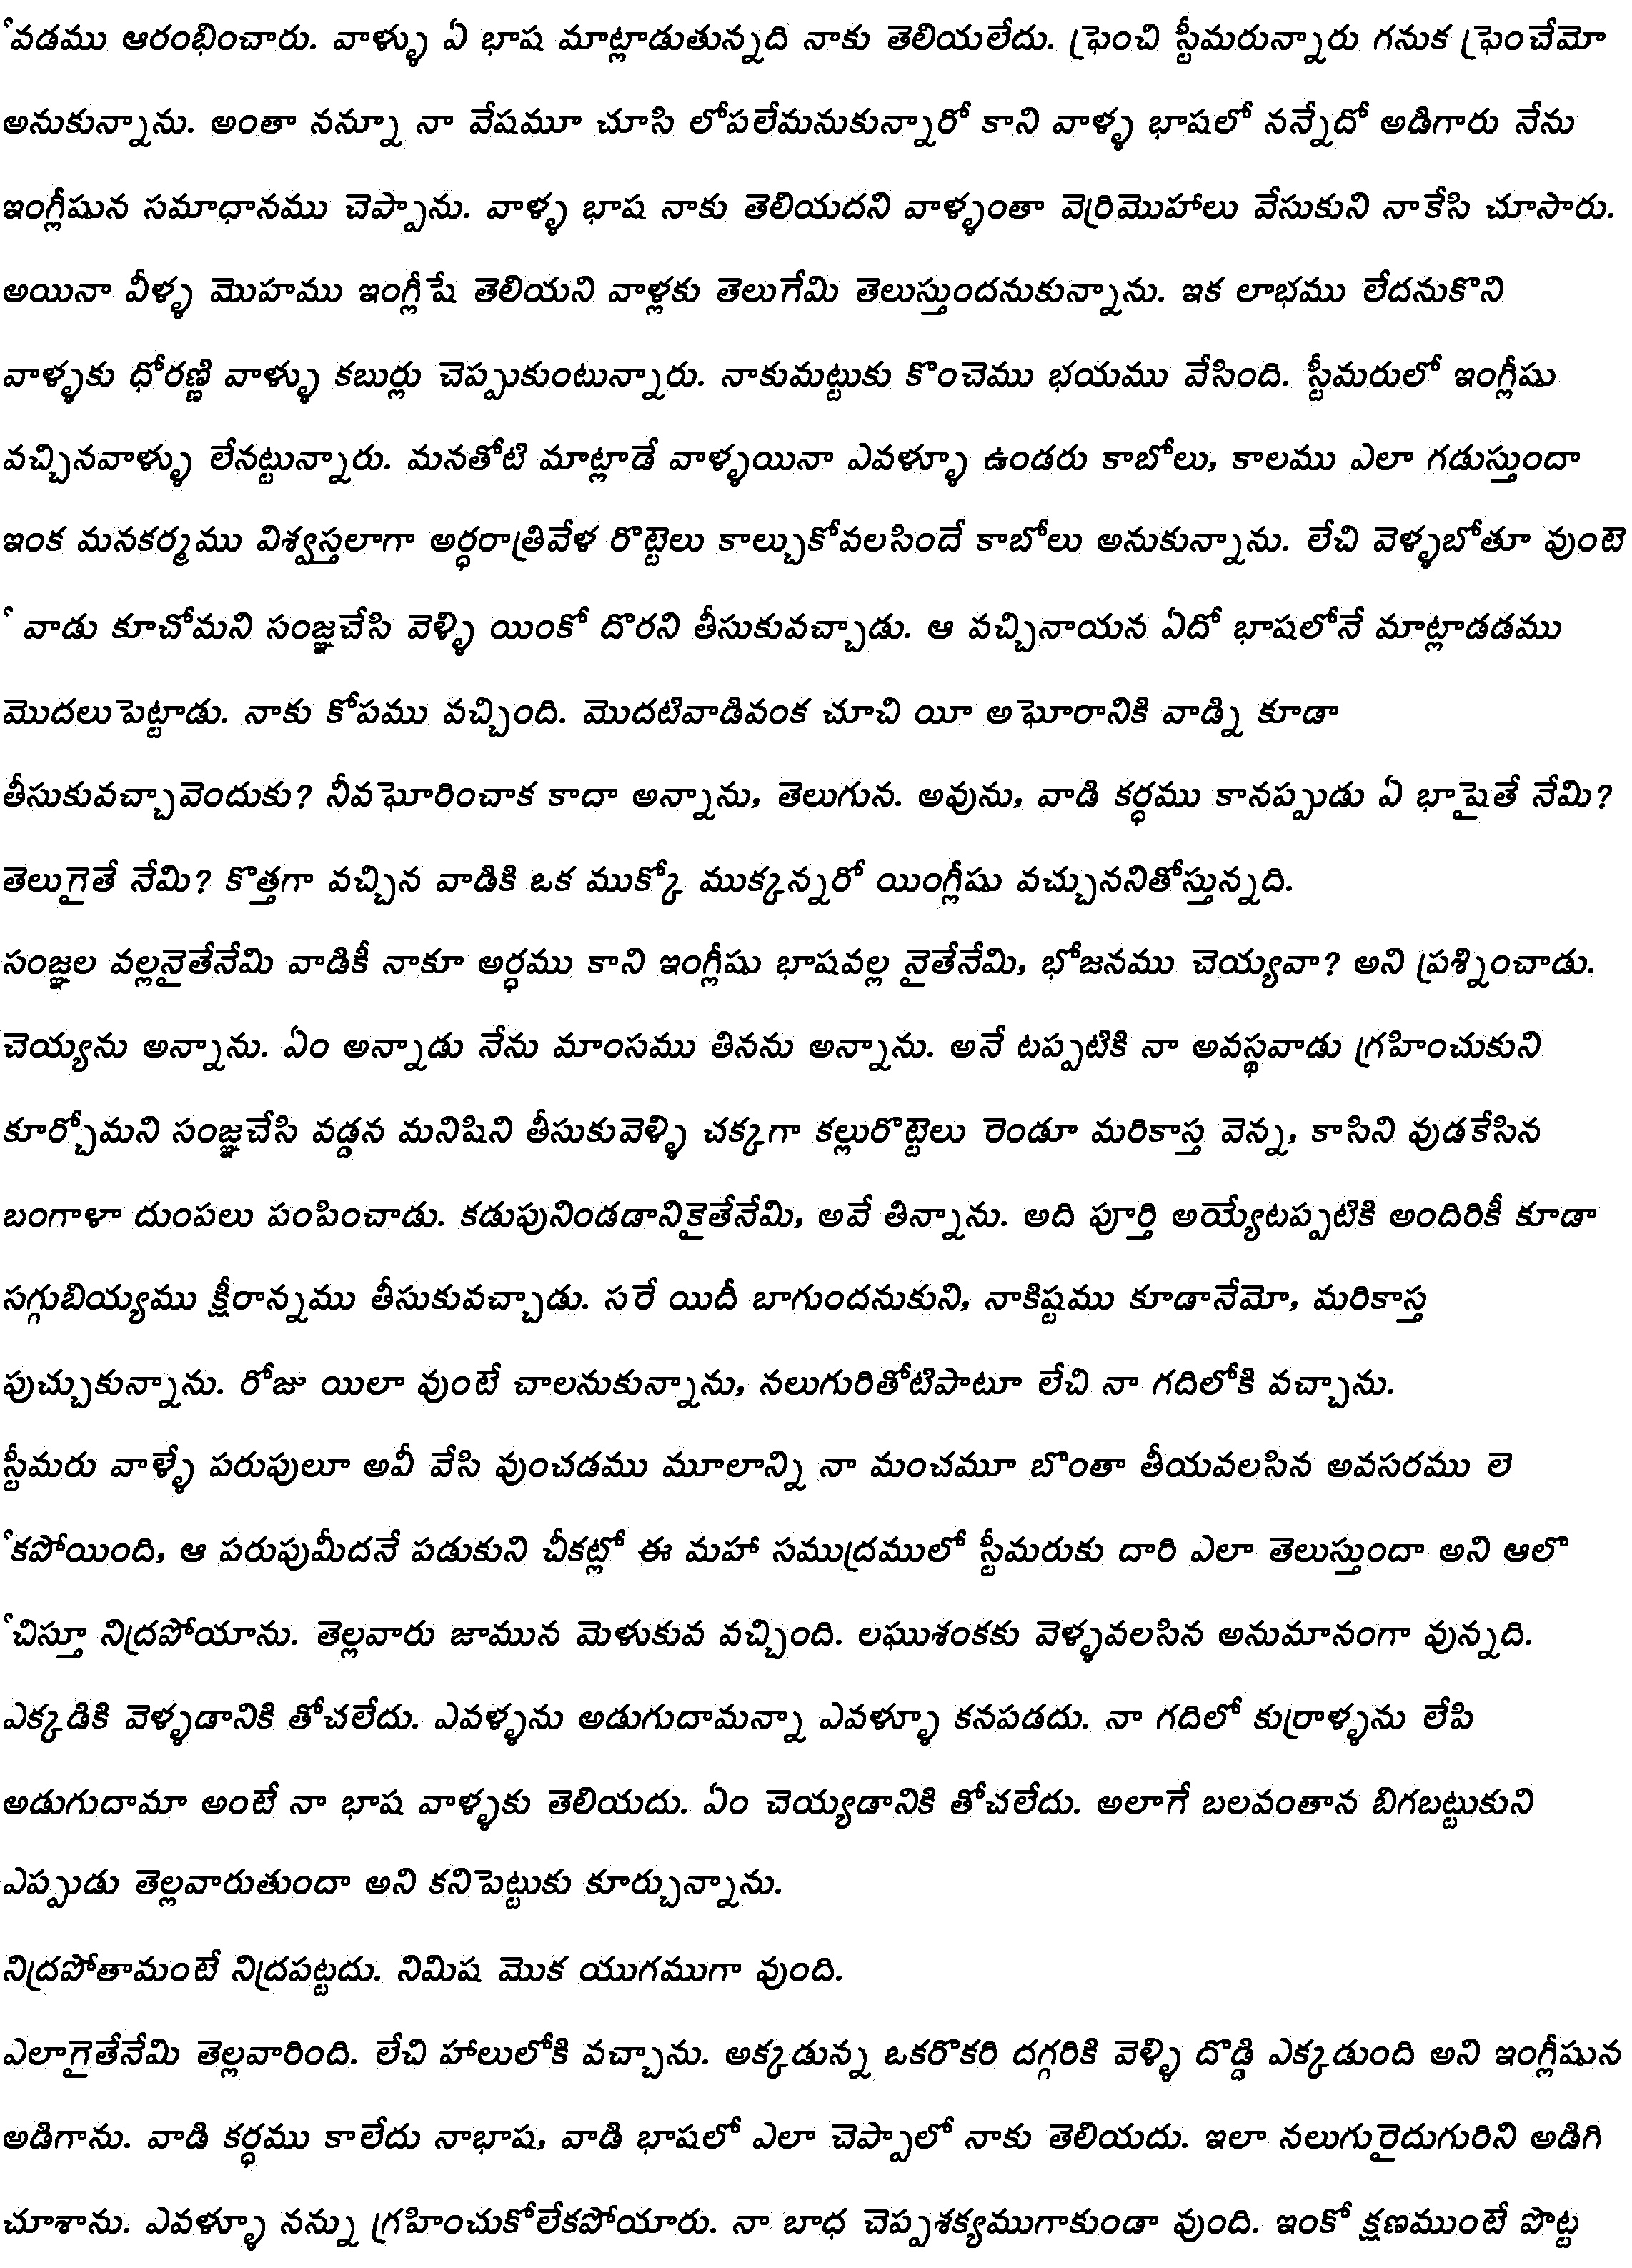 ేవడము ఆరంభించారు. వాళ్ళు ఏ భాష మాట్లాడుతున్నది నాకు తెలియలేదు. ఫ్రెంచి స్టీమరున్నారు గనుక ఫ్రెంచేమో
అనుకున్నాను. అంతా నన్నూ నా వేషమూ చూసి లోపలేమనుకున్నారో కాని వాళ్ళ భాషలో నన్నేదో అడిగారు నేను
ఇంగ్లీషున సమాధానము చెప్పాను. వాళ్ళ భాష నాకు తెలియదని వాళ్ళంతా వెర్రిమొహాలు వేసుకుని నాకేసి చూసారు.
అయినా వీళ్ళ మొహము ఇంగ్లీషే తెలియని వాళ్లకు తెలుగేమి తెలుస్తుందనుకున్నాను. ఇక లాభము లేదనుకొని
వాళ్ళకు ధోరణ్ణి వాళ్ళు కబుర్లు చెప్పుకుంటున్నారు. నాకుమట్టుకు కొంచెము భయము వేసింది. స్టీమరులో ఇంగ్లీషు
వచ్చినవాళ్ళు లేనట్టున్నారు. మనతోటి మాట్లాడే వాళ్ళయినా ఎవళ్ళూ ఉండరు కాబోలు, కాలము ఎలా గడుస్తుందా
ఇంక మనకర్మము విశ్వస్తలాగా అర్ధరాత్రివేళ రొట్టెలు కాల్చుకోవలసిందే కాబోలు అనుకున్నాను. లేచి వెళ్ళబోతూ వుంటె
ే వాడు కూచోమని సంజ్ఞచేసి వెళ్ళి యింకో దొరని తీసుకువచ్చాడు. ఆ వచ్చినాయన ఏదో భాషలోనే మాట్లాడడము
మొదలుపెట్టాడు. నాకు కోపము వచ్చింది. మొదటివాడివంక చూచి యీ అఘోరానికి వాడ్ని కూడా
తీసుకువచ్చావెందుకు? నీవఘోరించాక కాదా అన్నాను, తెలుగున. అవును, వాడి కర్ధము కానప్పుడు ఏ భాషైతే నేమి?
తెలుగైతే నేమి? కొత్తగా వచ్చిన వాడికి ఒక ముక్కో ముక్కన్నరో యింగ్లీషు వచ్చుననితోస్తున్నది.
సంజ్ఞల వల్లనైతేనేమి వాడికీ నాకూ అర్ధము కాని ఇంగ్లీషు భాషవల్ల నైతేనేమి, భోజనము చెయ్యవా? అని ప్రశ్నించాడు.
చెయ్యను అన్నాను. ఏం అన్నాడు నేను మాంసము తినను అన్నాను. అనే టప్పటికి నా అవస్థవాడు గ్రహించుకుని
కూర్చోమని సంజ్ఞచేసి వడ్డన మనిషిని తీసుకువెళ్ళి చక్కగా కల్లురొట్టెలు రెండూ మరికాస్త వెన్న, కాసిని వుడకేసిన
బంగాళా దుంపలు పంపించాడు. కడుపునిండడానికైతేనేమి, అవే తిన్నాను. అది పూర్తి అయ్యేటప్పటికి అందిరికీ కూడా
సగ్గుబియ్యము క్షీరాన్నము తీసుకువచ్చాడు. సరే యిదీ బాగుందనుకుని, నాకిష్టము కూడానేమో, మరికాస్త
పుచ్చుకున్నాను. రోజు యిలా వుంటే చాలనుకున్నాను, నలుగురితోటిపాటూ లేచి నా గదిలోకి వచ్చాను.
స్టీమరు వాళ్ళే పరుపులూ అవీ వేసి వుంచడము మూలాన్ని నా మంచమూ బొంతా తీయవలసిన అవసరము లె
ేకపోయింది, ఆ పరుపుమీదనే పడుకుని చీకట్లో ఈ మహా సముద్రములో స్టీమరుకు దారి ఎలా తెలుస్తుందా అని ఆలొ
ేచిస్తూ నిద్రపోయాను. తెల్లవారు జామున మెళుకువ వచ్చింది. లఘుశంకకు వెళ్ళవలసిన అనుమానంగా వున్నది.
ఎక్కడికి వెళ్ళడానికి తోచలేదు. ఎవళ్ళను అడుగుదామన్నా ఎవళ్ళూ కనపడదు. నా గదిలో కుర్రాళ్ళను లేపి
అడుగుదామా అంటే నా భాష వాళ్ళకు తెలియదు. ఏం చెయ్యడానికి తోచలేదు. అలాగే బలవంతాన బిగబట్టుకుని
ఎప్పుడు తెల్లవారుతుందా అని కనిపెట్టుకు కూర్చున్నాను.
నిద్రపోతామంటే నిద్రపట్టదు. నిమిష మొక యుగముగా వుంది.
ఎలాగైతేనేమి తెల్లవారింది. లేచి హాలులోకి వచ్చాను. అక్కడున్న ఒకరొకరి దగ్గరికి వెళ్ళి దొడ్డి ఎక్కడుంది అని ఇంగ్లీషున
అడిగాను. వాడి కర్ధము కాలేదు నాభాష, వాడి భాషలో ఎలా చెప్పాలో నాకు తెలియదు. ఇలా నలుగురైదుగురిని అడిగి
చూశాను. ఎవళ్ళూ నన్ను గ్రహించుకోలేకపోయారు. నా బాధ చెప్పశక్యముగాకుండా వుంది. ఇంకో క్షణముంటే పొట్ట